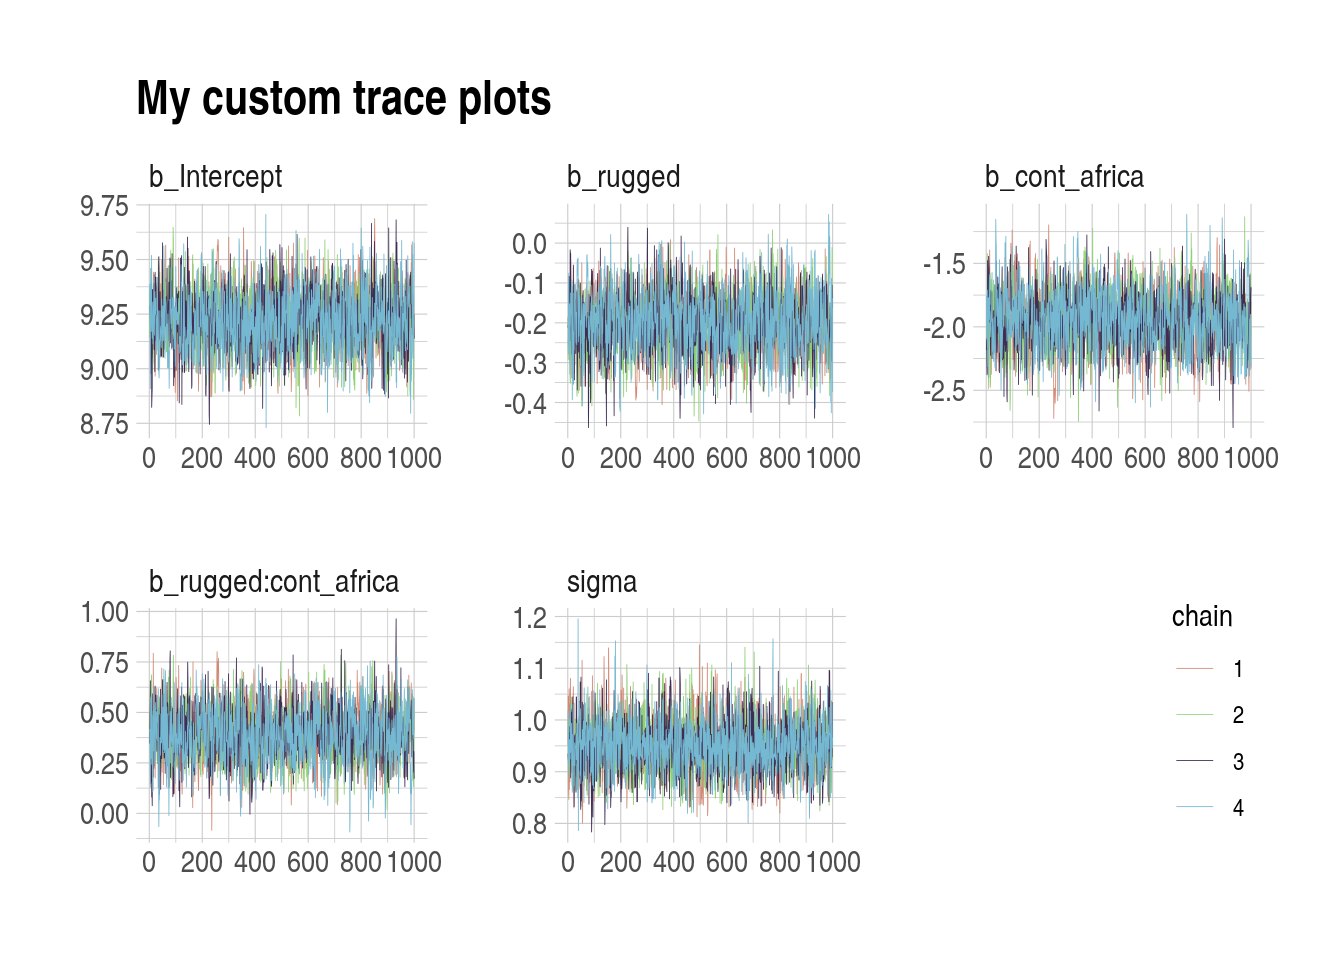 My custom trace plots
b_Intercept
9.75
9.50
9.25
9.00
8.75
0 200 400 600 800 1000
b_rugged
0.0
-0.1
-0.2
-0.3
-0.4
0 200 400 600 800 1000
b_cont_africa
-1.5
-2.0
-2.5
0 200 400 600 800 1000
b_rugged:cont_africa
1.00
0.75
0.50
0.25
0.00
0 200 400 600 800 1000
sigma
1.2
1.1
1.0
0.9
0.8
0 200 400 600 800 1000
chain
1
2
3
4